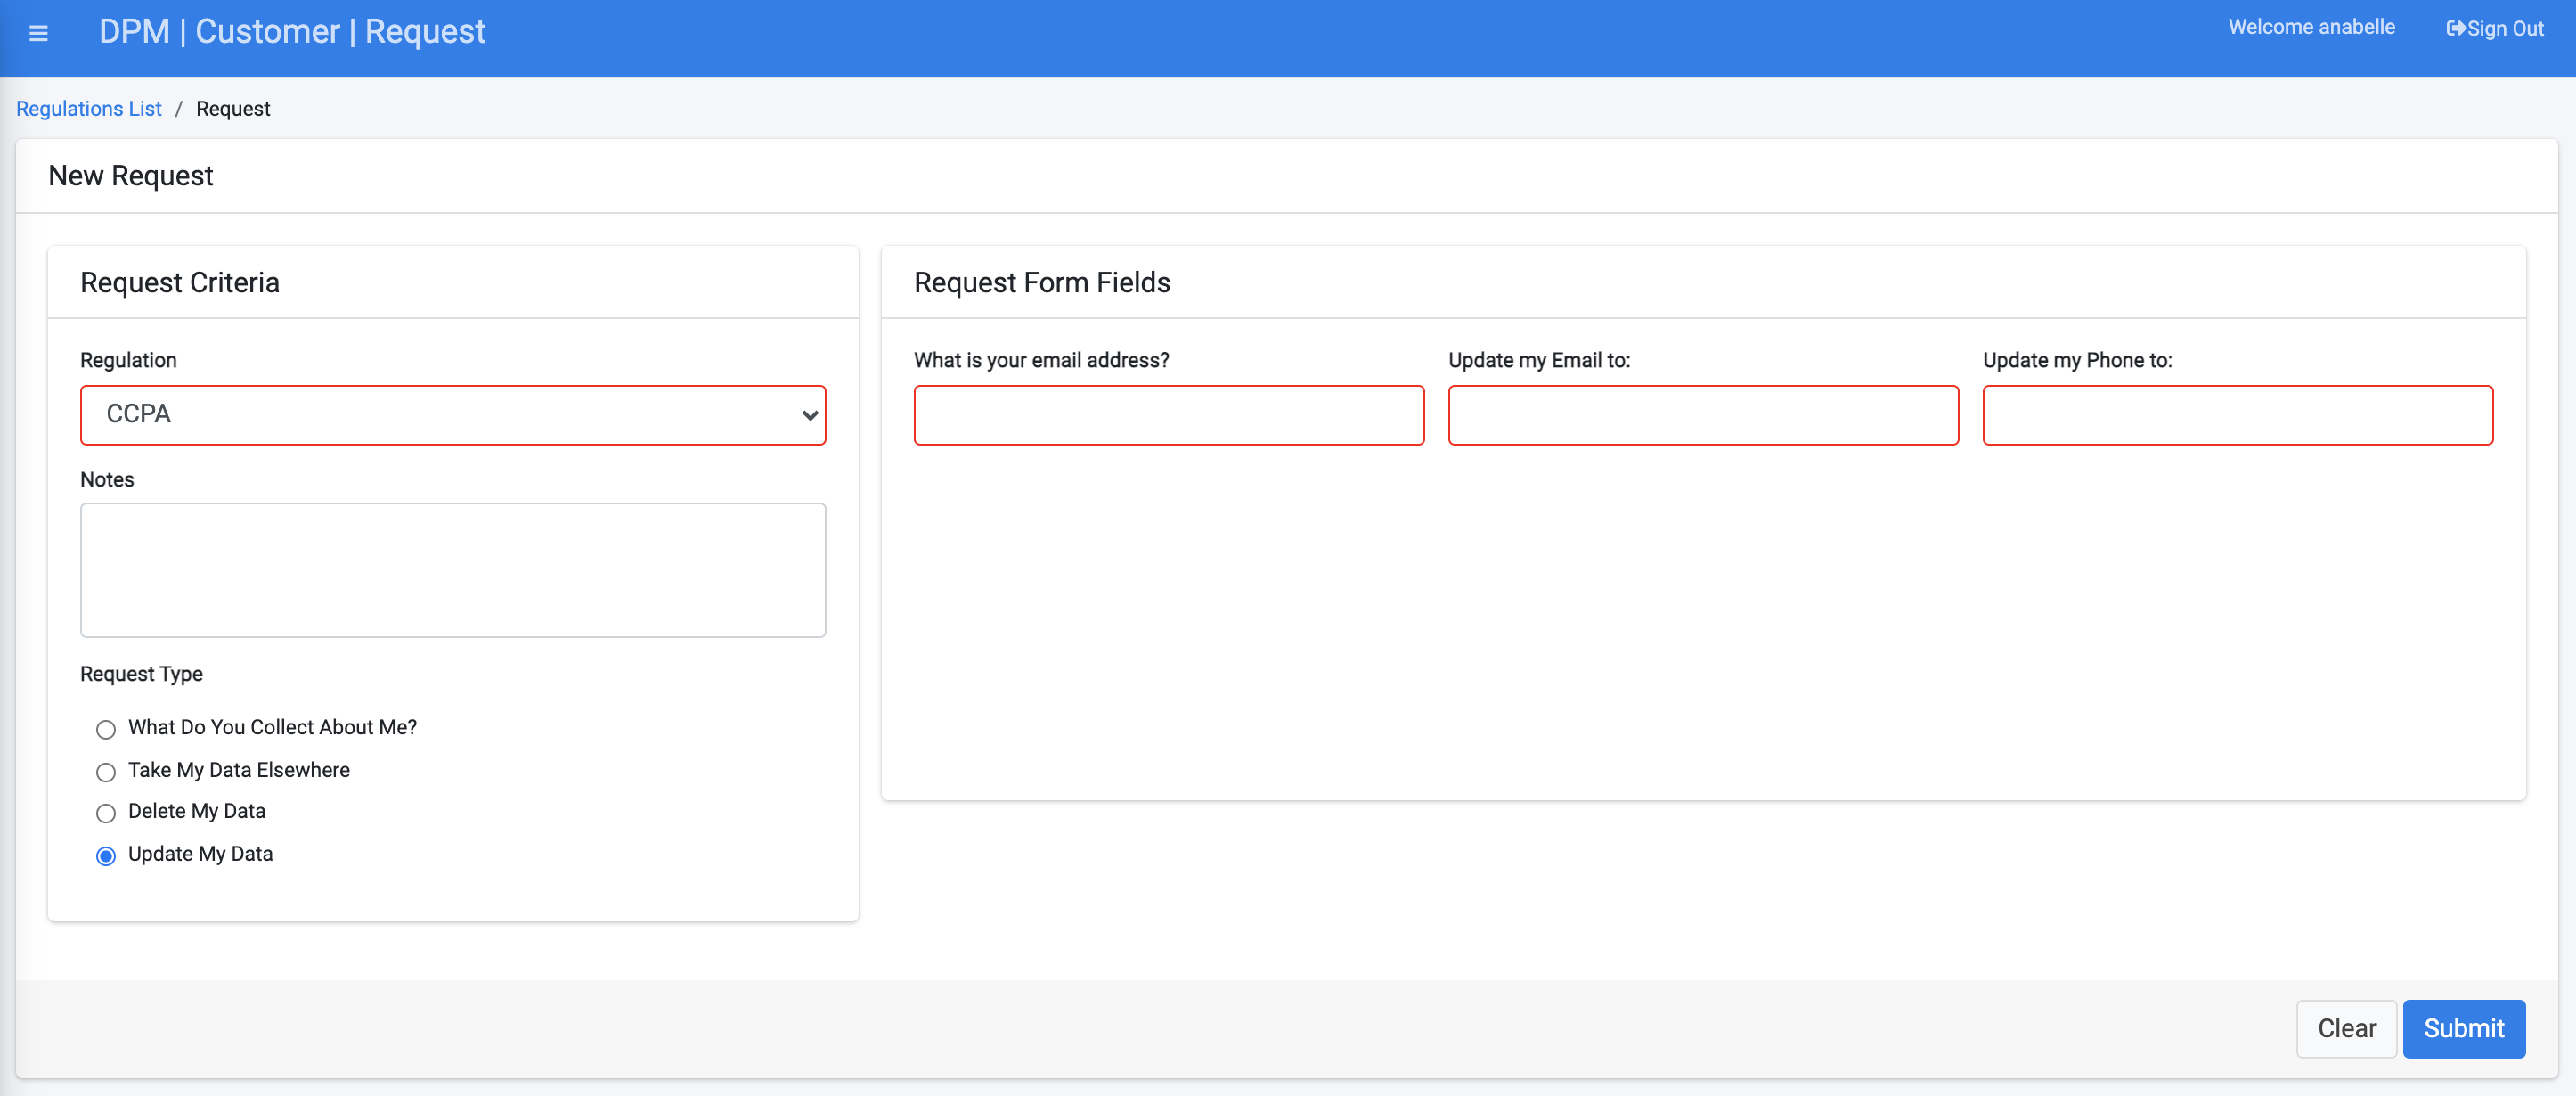 DPM | Customer | Request
Welcome anabelle
Sign Out
Regulations List / Request
New Request
Request Criteria
Regulation
CCPA
Notes
Request Type
What Do You Collect About Me?
Take My Data Elsewhere
Delete My Data
Update My Data
Request Form Fields
What is your email address?
Update my Email to:
Update my Phone to:
Clear
Submit